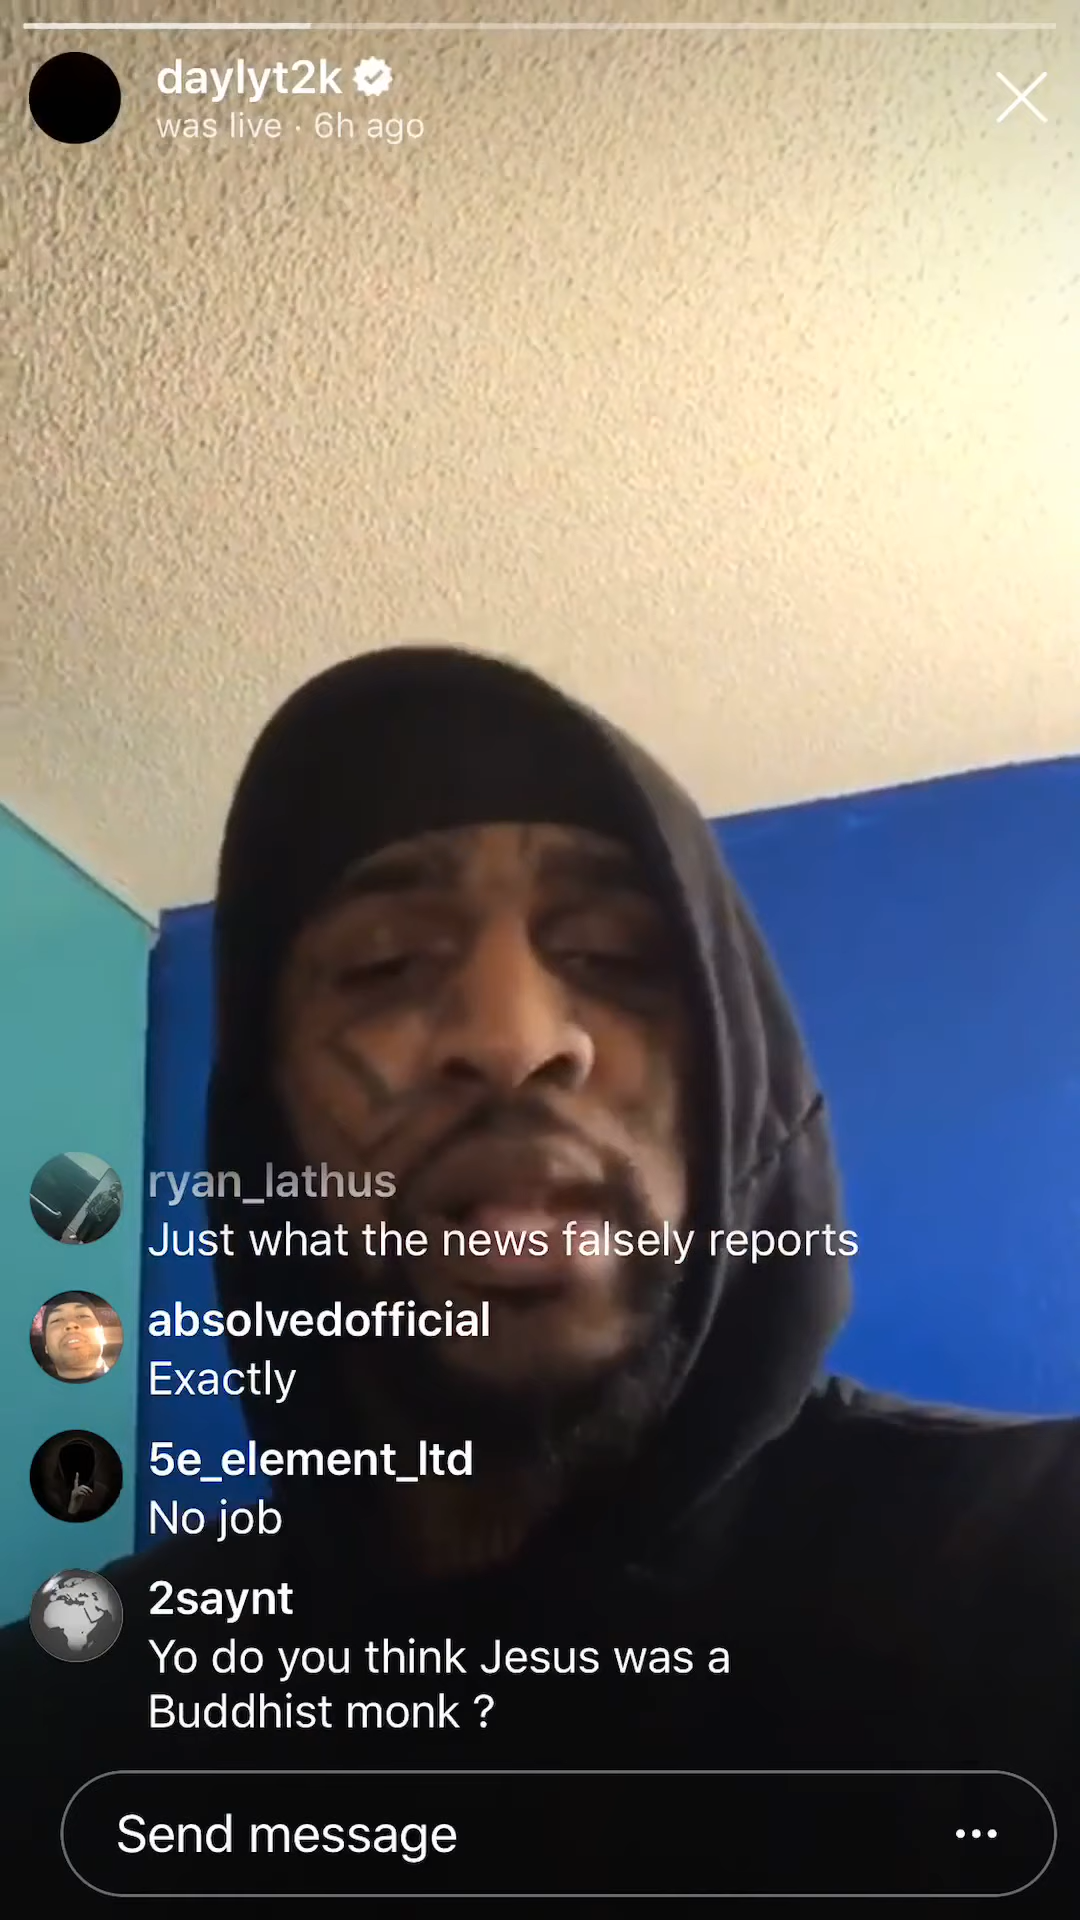 daylyt2k
was live · 6h ago
ryan_lathus
Just what the news falsely reports
absolvedofficial
Exactly
5e_element_ltd
No job
2saynt
Yo do you think Jesus was a
Buddhist monk ?
Send message